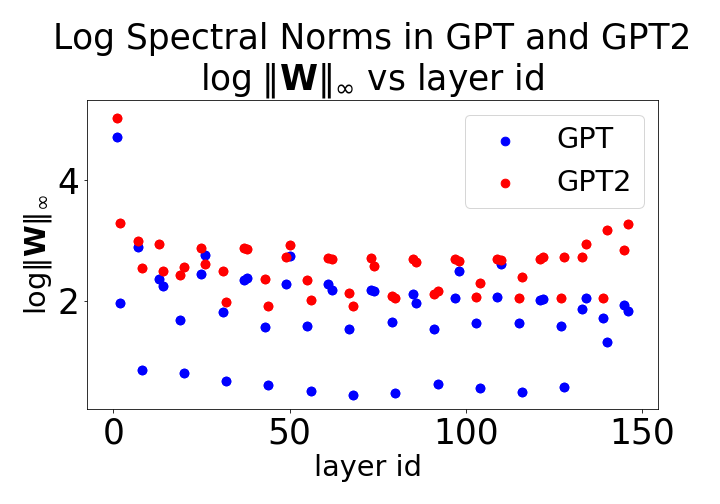 Log Spectral Norms in GPT and GPT2
log ‖W‖∞ vs layer id
GPT
GPT2
log‖W‖∞
4
2
0 50 100 150
layer id